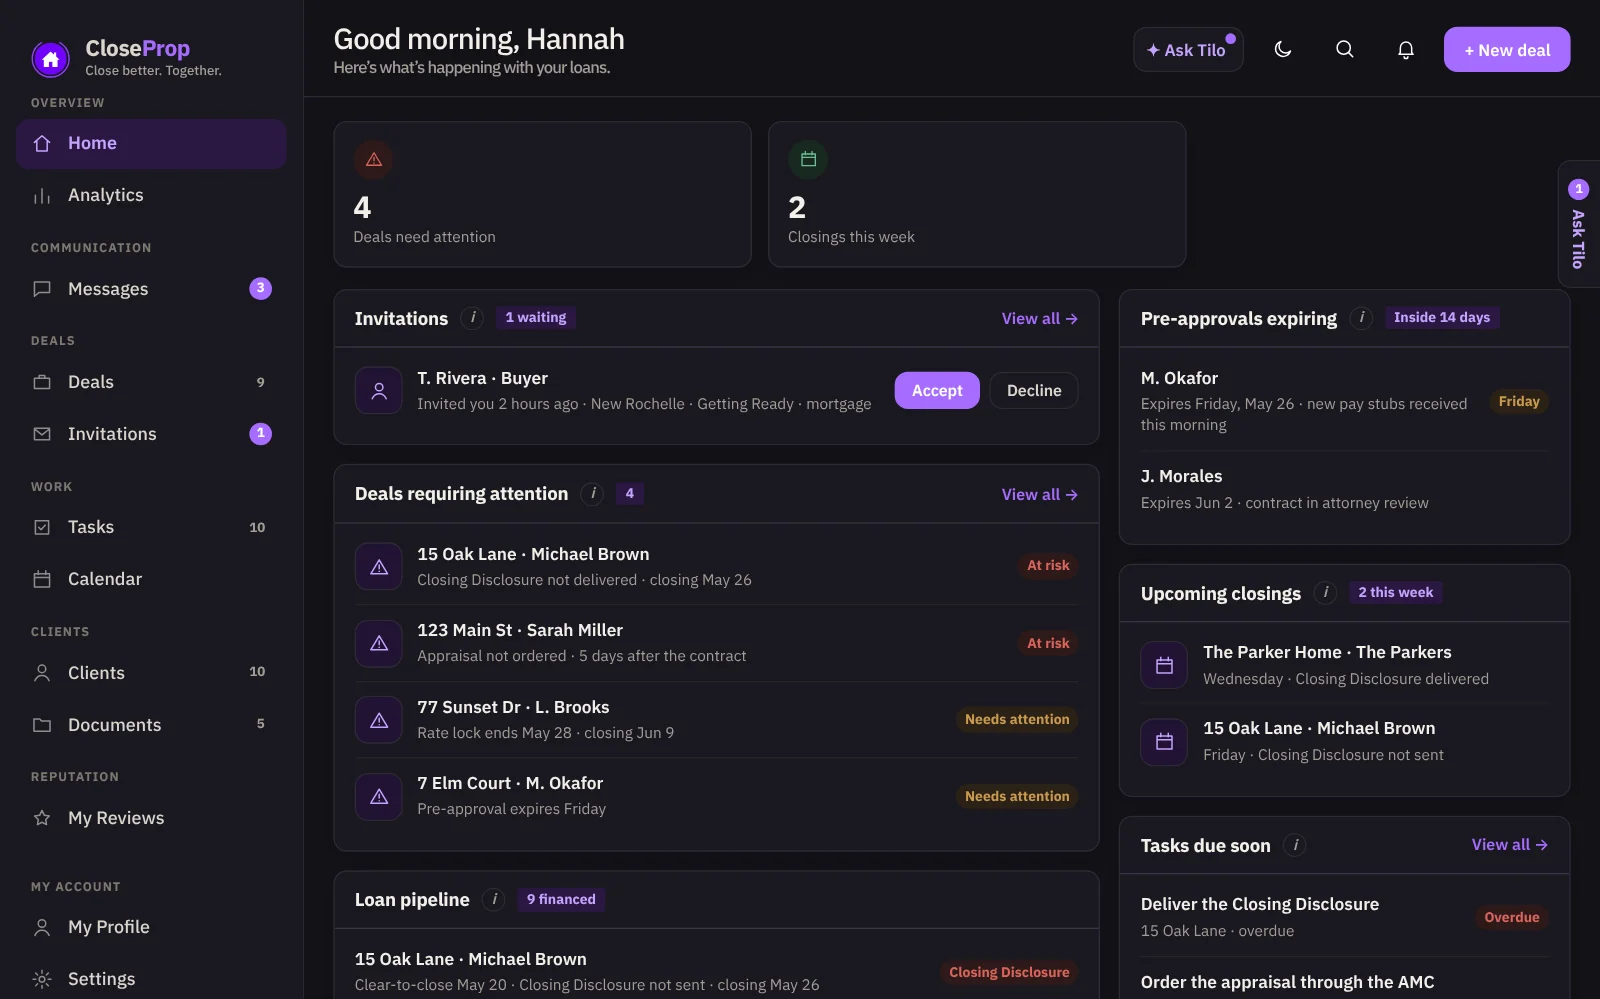 CloseProp
Close better. Together.
OVERVIEW
Home
Analytics
COMMUNICATION
Messages 3
DEALS
Deals 9
Invitations 1
WORK
Tasks 10
Calendar
CLIENTS
Clients 10
Documents 5
REPUTATION
My Reviews
MY ACCOUNT
My Profile
Settings
Good morning, Hannah
Here's what's happening with your loans.
Ask Tilo
+ New deal
4
Deals need attention
2
Closings this week
1 Ask Tilo
Invitations i 1 waiting View all →
T. Rivera · Buyer
Invited you 2 hours ago · New Rochelle · Getting Ready · mortgage
Accept Decline
Deals requiring attention i 4 View all →
15 Oak Lane · Michael Brown
Closing Disclosure not delivered · closing May 26
At risk
123 Main St · Sarah Miller
Appraisal not ordered · 5 days after the contract
At risk
77 Sunset Dr · L. Brooks
Rate lock ends May 28 · closing Jun 9
Needs attention
7 Elm Court · M. Okafor
Pre-approval expires Friday
Needs attention
Loan pipeline i 9 financed
15 Oak Lane · Michael Brown
Clear-to-close May 20 · Closing Disclosure not sent · closing May 26
Closing Disclosure
Pre-approvals expiring i Inside 14 days
M. Okafor
Expires Friday, May 26 · new pay stubs received
this morning
Friday
J. Morales
Expires Jun 2 · contract in attorney review
Upcoming closings i 2 this week
The Parker Home · The Parkers
Wednesday · Closing Disclosure delivered
15 Oak Lane · Michael Brown
Friday · Closing Disclosure not sent
Tasks due soon i View all →
Deliver the Closing Disclosure
15 Oak Lane · overdue
Overdue
Order the appraisal through the AMC